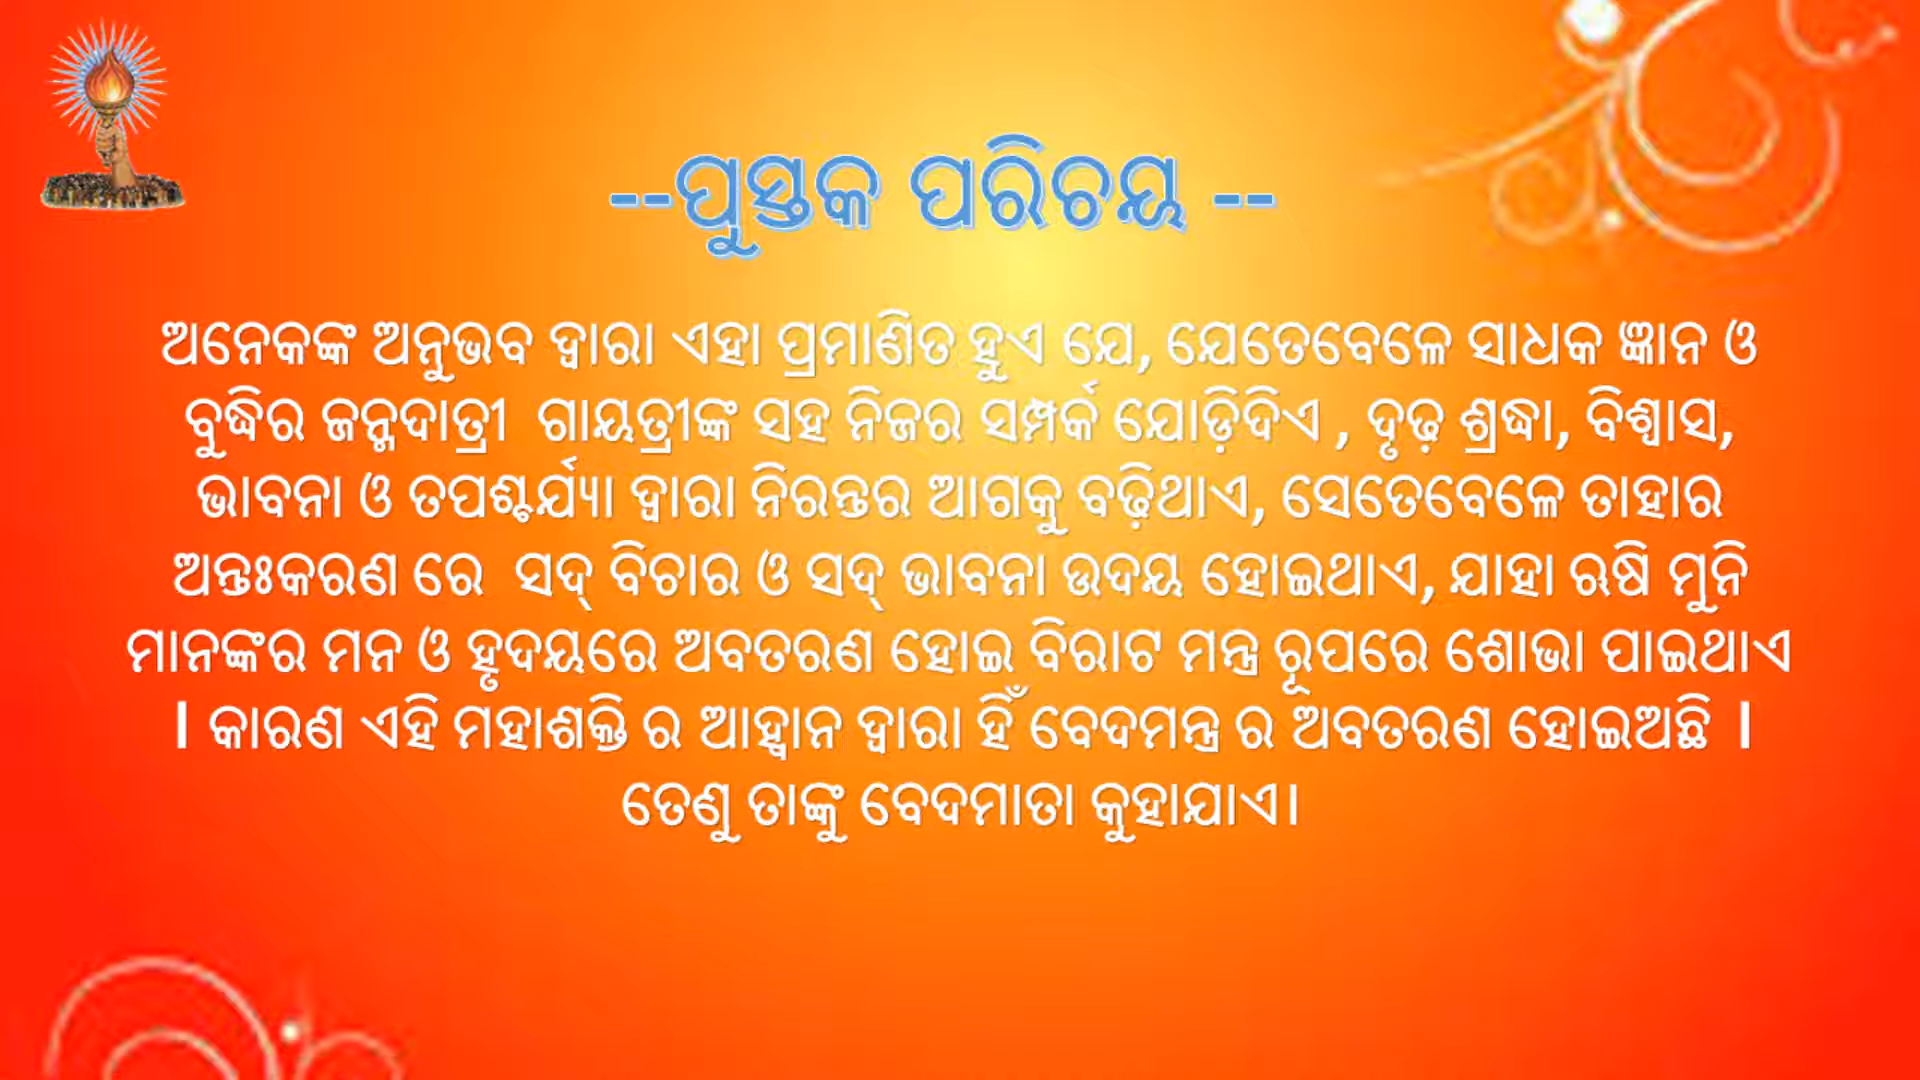 --ପୁସ୍ତକ ପରିଚୟ --
ଅନେକଙ୍କ ଅନୁଭବ ଦ୍ୱାରା ଏହା ପ୍ରମାଣିତ ହୁଏ ଯେ, ଯେତେବେଳେ ସାଧକ ଜ୍ଞାନ ଓ
ବୁଦ୍ଧିର ଜନ୍ମଦାତ୍ରୀ ଗାୟତ୍ରୀଙ୍କ ସହ ନିଜର ସମ୍ପର୍କ ଯୋଡ଼ିଦିଏ , ଦୃଢ଼ ଶ୍ରଦ୍ଧା, ବିଶ୍ୱାସ,
ଭାବନା ଓ ତପଶ୍ଚର୍ଯ୍ୟା ଦ୍ୱାରା ନିରନ୍ତର ଆଗକୁ ବଢ଼ିଥାଏ, ସେତେବେଳେ ତାହାର
ଅନ୍ତଃକରଣ ରେ ସଦ୍ ବିଚାର ଓ ସଦ୍ ଭାବନା ଉଦୟ ହୋଇଥାଏ, ଯାହା ଋଷି ମୁନି
ମାନଙ୍କର ମନ ଓ ହୃଦୟରେ ଅବତରଣ ହୋଇ ବିରାଟ ମନ୍ତ୍ର ରୂପରେ ଶୋଭା ପାଇଥାଏ
। କାରଣ ଏହି ମହାଶକ୍ତି ର ଆହ୍ୱାନ ଦ୍ୱାରା ହିଁ ବେଦମନ୍ତ୍ର ର ଅବତରଣ ହୋଇଅଛି ।
ତେଣୁ ତାଙ୍କୁ ବେଦମାତା କୁହାଯାଏ।